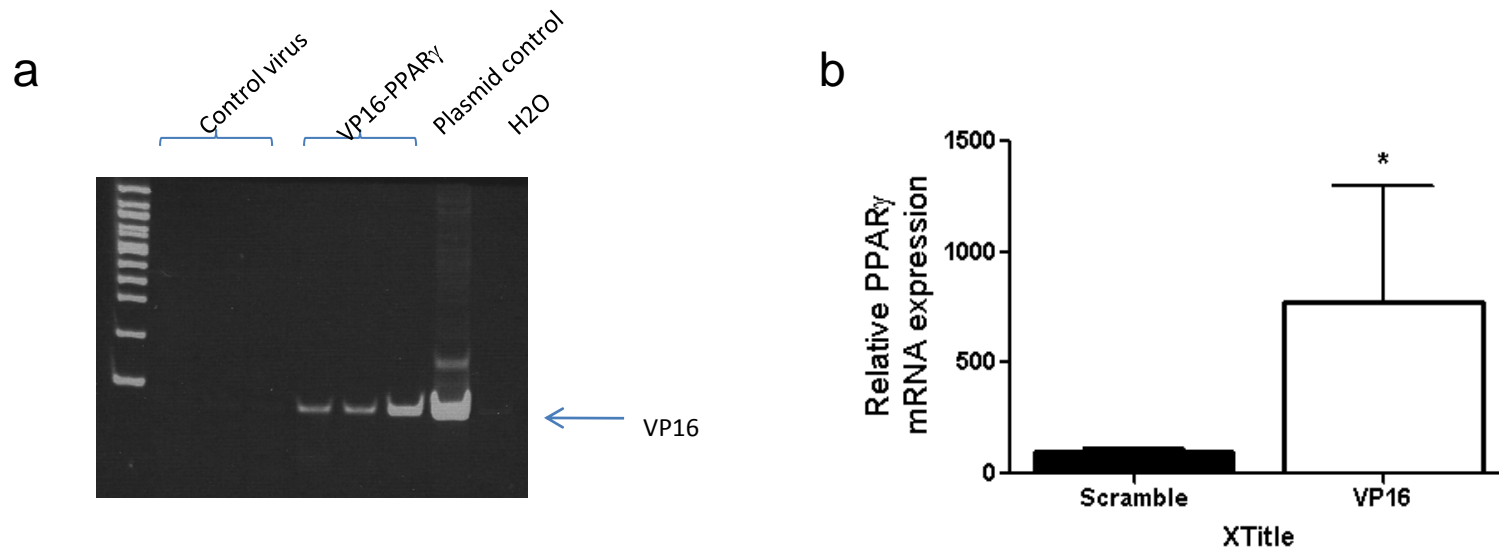 a
Control virus
VP16-PPARγ
Plasmid control
H2O
VP16
b
Relative PPARγ
mRNA expression
1500
1000
500
0
*
Scramble
VP16
XTitle